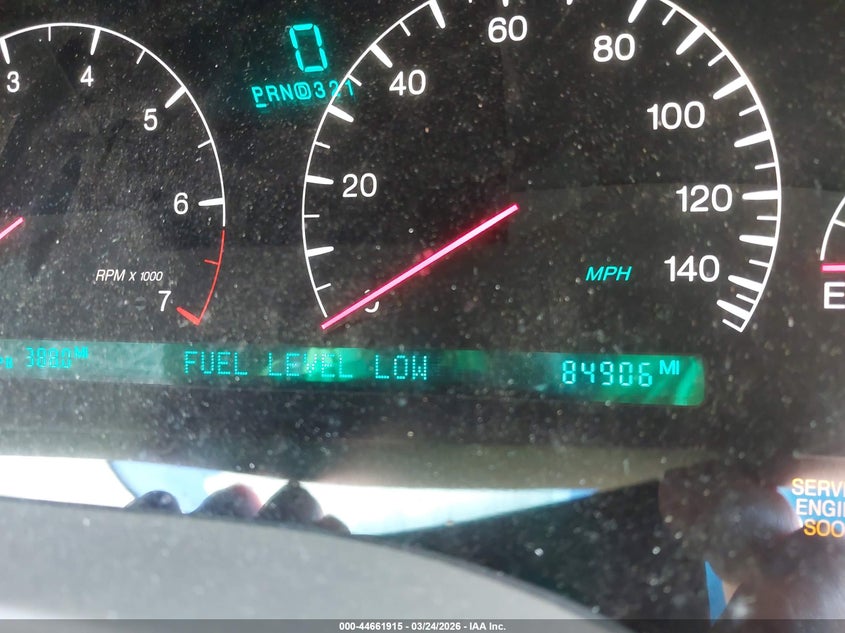 0
PRND321
3 4 5 6 7
RPM X 1000
20 40 60 80 100 120 140
MPH
E
MI
FUEL LEVEL LOW
84906 MI
SERV
ENGI
SOO
000-44661915 - 03/24/2026 - IAA Inc.